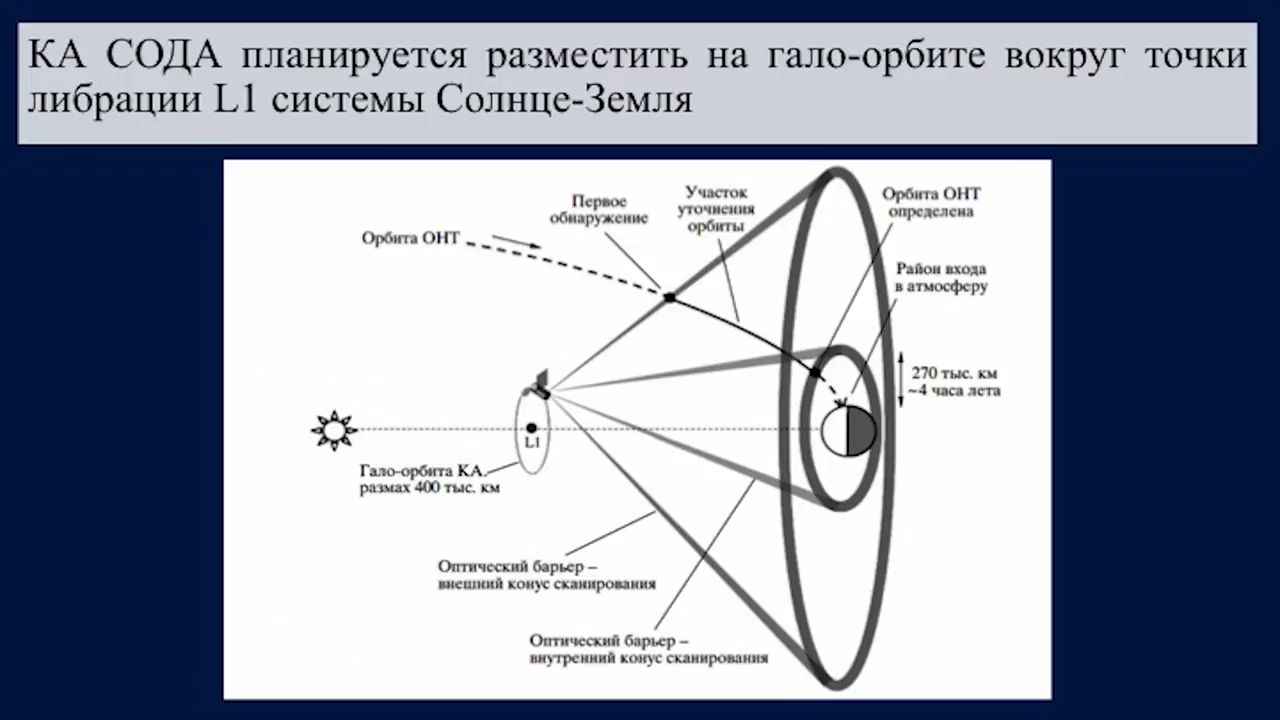 КА СОДА планируется разместить на гало-орбите вокруг точки
либрации L1 системы Солнце-Земля
Первое
обнаружение
Участок
уточнения
орбиты
Орбита ОНТ
определена
Орбита ОНТ
Район входа
в атмосферу
270 тыс. км
~4 часа лета
L1
Гало-орбита КА.
размах 400 тыс. км
Оптический барьер –
внешний конус сканирования
Оптический барьер –
внутренний конус сканирования